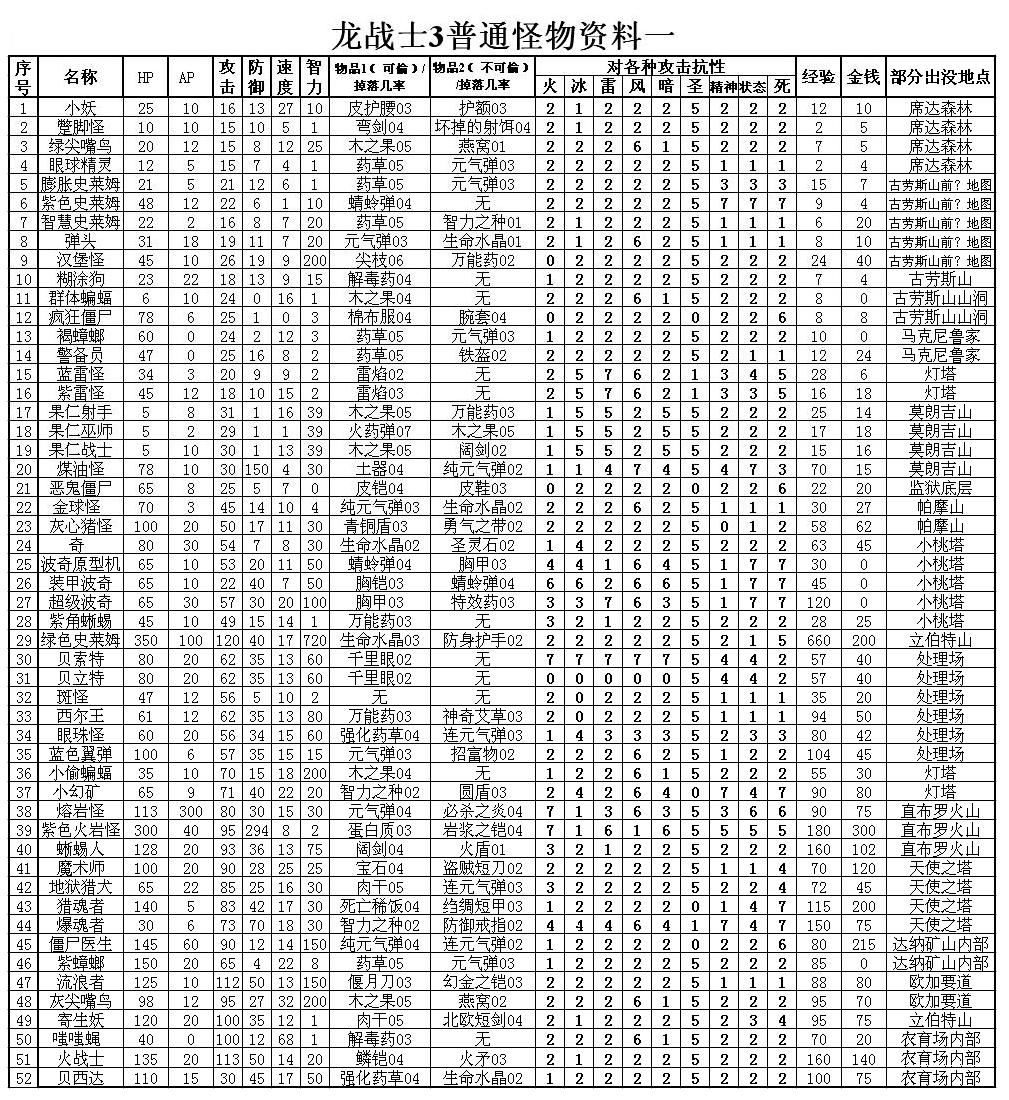 龙战士3普通怪物资料一
序号 名称 HP AP 攻击 防御 速度 智力 物品1（可偷）/掉落几率 物品2（不可偷）/掉落几率 对各种攻击抗性 经验 金钱 部分出没地点
火 冰 雷 风 暗 圣 精神 状态 死
1 小妖 25 10 16 13 27 10 皮护腰03 护额03 2 1 2 2 2 5 2 2 2 12 10 席达森林
2 蹩脚怪 10 10 15 10 5 1 弯剑04 坏掉的射饵04 2 2 2 2 2 5 2 2 2 2 5 席达森林
3 绿尖嘴鸟 20 12 15 8 12 25 木之果05 燕窝01 2 2 2 6 1 5 2 2 2 7 5 席达森林
4 眼球精灵 12 5 15 7 4 1 药草05 元气弹03 2 1 2 2 2 5 1 1 1 2 4 席达森林
5 膨胀史莱姆 21 5 21 12 6 1 药草05 元气弹03 2 1 2 2 2 5 3 3 3 15 7 古劳斯山前？地图
6 紫色史莱姆 48 12 22 6 1 10 蜻蛉弹04 无 2 2 2 2 2 5 7 7 7 9 4 古劳斯山前？地图
7 智慧史莱姆 22 2 16 8 7 20 药草05 智力之种01 2 1 2 2 2 5 1 1 1 6 20 古劳斯山前？地图
8 弹头 31 18 19 11 7 20 元气弹03 生命水晶01 2 1 2 6 2 5 1 1 1 8 10 古劳斯山前？地图
9 汉堡怪 45 10 26 19 9 200 尖枝06 万能药02 0 2 2 2 2 5 2 2 2 24 40 古劳斯山前？地图
10 糊涂狗 23 22 18 13 9 15 解毒药04 无 1 2 2 2 2 5 2 2 2 7 4 古劳斯山
11 群体蝙蝠 6 10 24 0 16 1 木之果04 无 2 2 2 6 1 5 2 2 2 8 0 古劳斯山山洞
12 疯狂僵尸 78 6 25 1 0 3 棉布服04 腕套04 0 2 2 2 2 0 2 2 6 8 8 古劳斯山山洞
13 褐蟑螂 60 0 24 2 12 3 药草05 元气弹03 1 2 2 2 2 5 2 2 2 10 0 马克尼鲁家
14 警备员 47 0 25 16 8 2 药草05 铁盔02 2 2 2 2 2 5 2 1 1 12 24 马克尼鲁家
15 蓝雷怪 34 3 20 9 9 2 雷焰02 无 2 5 7 6 2 1 3 4 5 28 6 灯塔
16 紫雷怪 45 12 18 10 15 2 雷焰03 无 2 5 7 6 2 1 3 3 5 16 18 灯塔
17 果仁射手 5 8 31 1 16 39 木之果05 万能药03 1 5 5 2 5 5 2 2 2 25 14 莫朗吉山
18 果仁巫师 5 2 29 1 1 39 火药弹07 木之果05 1 5 5 2 5 5 2 2 2 17 18 莫朗吉山
19 果仁战士 5 10 30 1 13 39 木之果05 阔剑02 1 5 5 2 5 5 2 2 2 15 16 莫朗吉山
20 煤油怪 78 10 30 150 4 30 土器04 纯元气弹02 1 1 4 7 4 5 4 7 3 70 15 莫朗吉山
21 恶鬼僵尸 65 8 25 5 7 0 皮铠04 皮鞋03 0 2 2 2 2 0 2 2 6 22 20 监狱底层
22 金球怪 70 3 45 14 10 4 纯元气弹03 生命水晶02 2 2 2 6 2 5 1 1 1 30 27 帕摩山
23 灰心猪怪 100 20 50 17 11 30 青铜盾03 勇气之带02 2 2 2 2 2 5 0 1 2 58 62 帕摩山
24 奇 80 30 54 7 8 30 生命水晶02 圣灵石02 1 4 2 2 2 5 2 2 2 63 45 小桃塔
25 波奇原型机 65 10 53 20 11 50 蜻蛉弹04 胸甲03 4 4 1 6 4 5 1 7 7 30 0 小桃塔
26 装甲波奇 65 10 22 40 7 50 胸铠03 蜻蛉弹04 6 6 2 6 6 5 1 7 7 45 0 小桃塔
27 超级波奇 65 30 57 30 20 100 胸甲03 特效药03 3 3 7 6 3 5 1 7 7 120 0 小桃塔
28 紫角蜥蜴 45 10 49 15 14 1 万能药03 无 3 2 1 2 2 5 2 2 2 28 25 小桃塔
29 绿色史莱姆 350 100 120 40 17 720 生命水晶03 防身护手02 2 2 2 2 2 5 2 1 5 660 200 立伯特山
30 贝索特 80 20 62 35 13 60 千里眼02 无 7 7 7 7 7 5 4 4 2 57 40 处理场
31 贝立特 80 20 62 35 13 60 千里眼02 无 0 0 0 0 0 5 4 4 2 57 40 处理场
32 斑怪 47 12 56 5 10 2 无 无 2 0 2 2 2 5 1 1 1 35 20 处理场
33 西尔王 61 12 62 35 13 80 万能药03 神奇艾草03 2 0 2 2 2 5 1 1 1 94 50 处理场
34 眼珠怪 60 20 56 34 15 60 强化药草04 连元气弹03 1 4 3 3 3 5 2 3 3 80 42 处理场
35 蓝色翼弹 100 6 57 35 15 15 元气弹03 招富物02 2 2 2 6 2 5 1 2 2 104 45 处理场
36 小偷蝙蝠 35 10 70 15 18 200 木之果04 无 1 2 2 6 1 5 2 2 2 55 30 灯塔
37 小幻矿 65 9 71 40 22 20 智力之种02 圆盾03 2 4 2 6 4 0 7 4 7 90 80 灯塔
38 熔岩怪 113 300 80 30 15 30 元气弹04 必杀之炎04 7 1 3 6 3 5 3 6 6 90 75 直布罗火山
39 紫色火岩怪 300 40 95 294 8 2 蛋白质03 岩浆之铠04 7 1 6 1 6 5 5 5 5 180 300 直布罗火山
40 蜥蜴人 128 20 93 36 13 75 阔剑04 火盾01 3 2 1 2 2 5 2 2 2 160 102 直布罗火山
41 魔术师 100 20 90 28 25 25 宝石04 盗贼短刀02 2 2 2 2 2 5 1 1 4 70 120 天使之塔
42 地狱猎犬 65 22 85 25 16 30 肉干05 连元气弹03 3 2 2 2 2 5 2 2 4 72 45 天使之塔
43 猎魂者 140 5 83 42 17 30 死亡稀饭04 绉绸短甲03 1 2 2 2 2 0 1 4 7 115 200 天使之塔
44 爆魂者 30 6 73 70 18 30 智力之种02 防御戒指02 4 4 4 6 4 1 7 4 7 150 75 天使之塔
45 僵尸医生 145 60 90 12 14 150 纯元气弹04 连元气弹02 1 2 2 2 2 0 2 2 6 80 215 达纳矿山内部
46 紫蟑螂 150 20 65 4 22 8 药草05 元气弹03 1 2 2 2 2 5 2 2 2 85 0 达纳矿山内部
47 流浪者 125 10 112 50 13 150 偃月刀03 幻金之铠03 2 2 2 2 2 5 1 1 1 88 80 欧加要道
48 灰尖嘴鸟 98 12 95 27 32 200 木之果05 燕窝02 2 2 2 6 1 5 2 2 2 95 70 欧加要道
49 寄生妖 120 20 100 35 12 1 肉干05 北欧短剑04 2 1 2 2 2 5 2 3 4 95 75 立伯特山
50 嗤嗤蝇 40 0 100 12 68 1 解毒药03 无 2 2 2 6 1 5 2 2 2 70 20 农育场内部
51 火战士 135 20 113 50 14 20 鳞铠04 火矛03 2 1 2 2 2 5 2 2 2 160 140 农育场内部
52 贝西达 110 15 30 45 17 50 强化药草04 生命水晶02 1 2 2 2 2 5 2 2 2 100 75 农育场内部